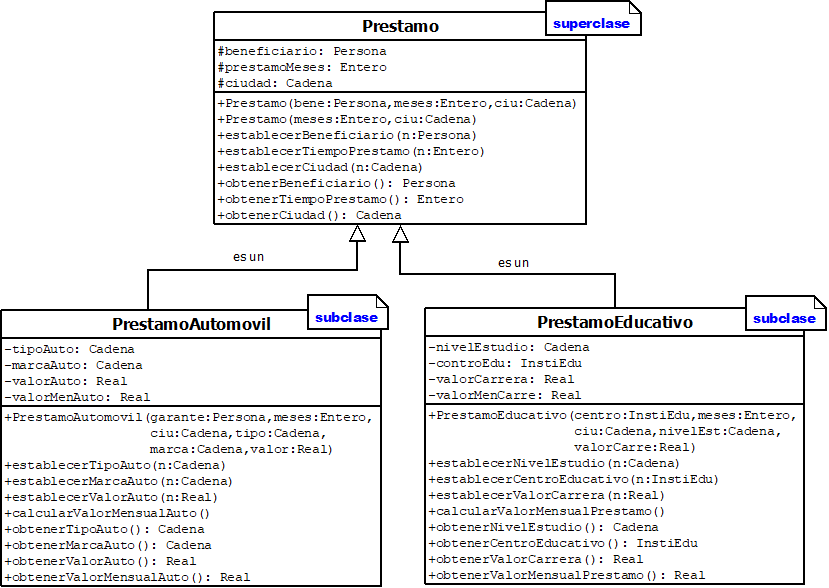 Prestamo
superclase
#beneficiario: Persona
#prestamoMeses: Entero
#ciudad: Cadena
+Prestamo(bene:Persona,meses:Entero,ciu:Cadena)
+Prestamo(meses:Entero,ciu:Cadena)
+establecerBeneficiario(n:Persona)
+establecerTiempoPrestamo(n:Entero)
+establecerCiudad(n:Cadena)
+obtenerBeneficiario(): Persona
+obtenerTiempoPrestamo(): Entero
+obtenerCiudad(): Cadena
es un
es un
PrestamoAutomovil
subclase
-tipoAuto: Cadena
-marcaAuto: Cadena
-valorAuto: Real
-valorMenAuto: Real
+PrestamoAutomovil(garante:Persona,meses:Entero,
ciu:Cadena,tipo:Cadena,
marca:Cadena,valor:Real)
+establecerTipoAuto(n:Cadena)
+establecerMarcaAuto(n:Cadena)
+establecerValorAuto(n:Real)
+calcularValorMensualAuto()
+obtenerTipoAuto(): Cadena
+obtenerMarcaAuto(): Cadena
+obtenerValorAuto(): Real
+obtenerValorMensualAuto(): Real
PrestamoEducativo
subclase
-nivelEstudio: Cadena
-controEdu: InstiEdu
-valorCarrera: Real
-valorMenCarre: Real
+PrestamoEducativo(centro:InstiEdu,meses:Entero,
ciu:Cadena,nivelEst:Cadena,
valorCarre:Real)
+establecerNivelEstudio(n:Cadena)
+establecerCentroEducativo(n:InstiEdu)
+establecerValorCarrera(n:Real)
+calcularValorMensualPrestamo()
+obtenerNivelEstudio(): Cadena
+obtenerCentroEducativo(): InstiEdu
+obtenerValorCarrera(): Real
+obtenerValorMensualPrestamo(): Real